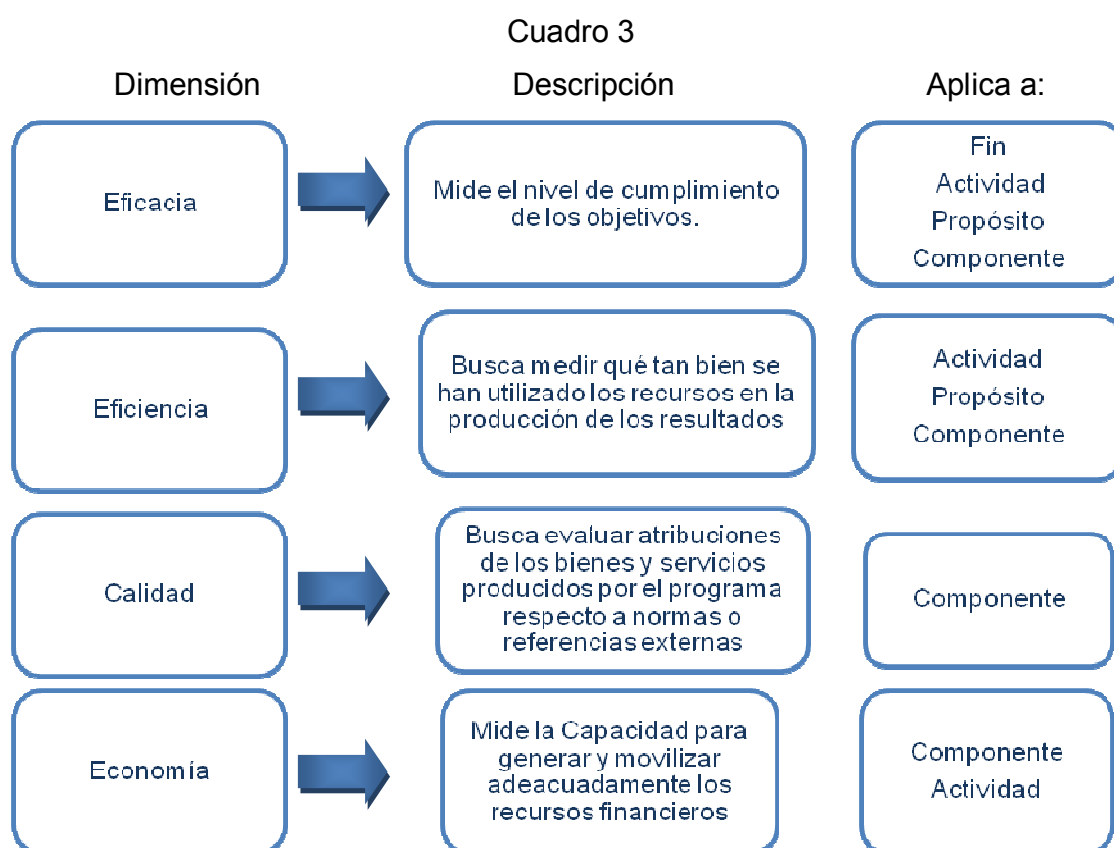 Cuadro 3
Dimensión Descripción Aplica a:
Eficacia
Mide el nivel de cumplimiento
de los objetivos.
Fin
Actividad
Propósito
Componente
Eficiencia
Busca medir qué tan bien se
han utilizado los recursos en la
producción de los resultados
Actividad
Propósito
Componente
Calidad
Busca evaluar atribuciones
de los bienes y servicios
producidos por el programa
respecto a normas o
referencias externas
Componente
Economía
Mide la Capacidad para
generar y movilizar
adeacuadamente los
recursos financieros
Componente
Actividad